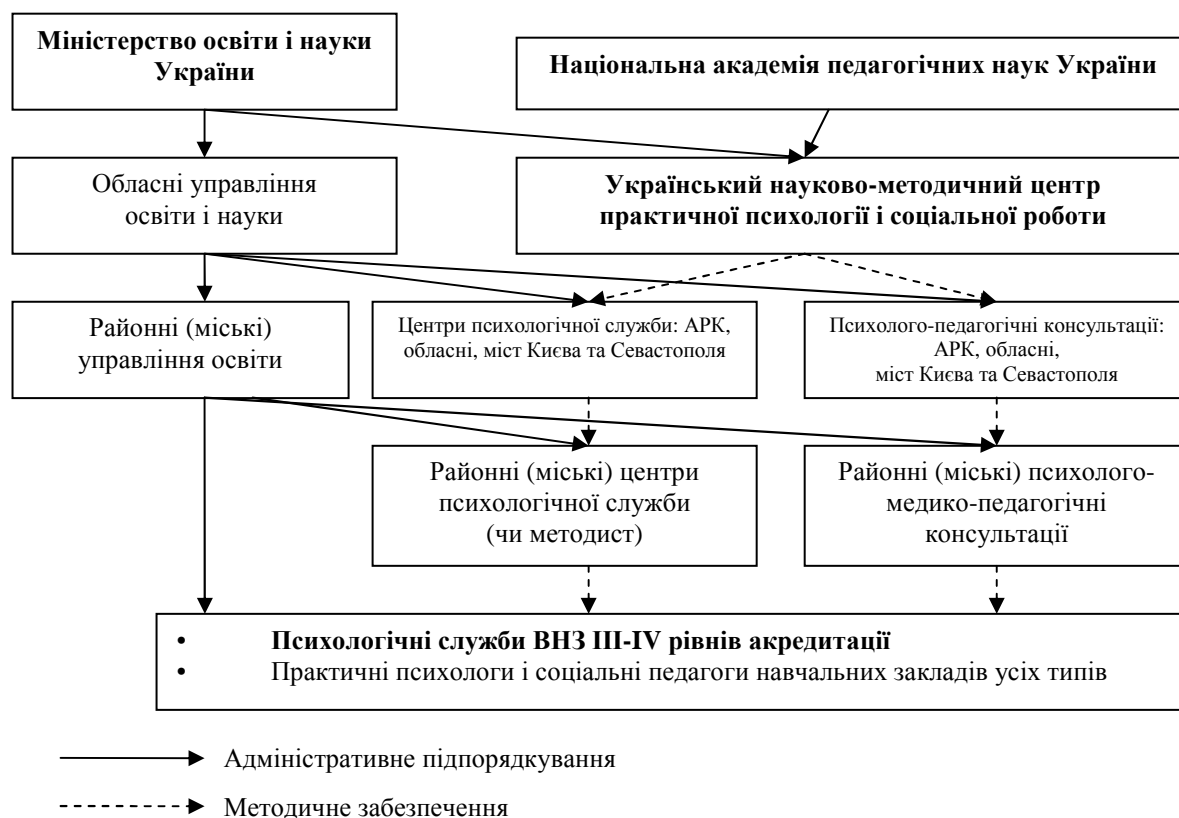 Міністерство освіти і науки
України
Національна академія педагогічних наук України
Обласні управління
освіти і науки
Український науково-методичний центр
практичної психології і соціальної роботи
Районні (міські)
управління освіти
Центри психологічної служби: АРК,
обласні, міст Києва та Севастополя
Психолого-педагогічні консультації:
АРК, обласні,
міст Києва та Севастополя
Районні (міські) центри
психологічної служби
(чи методист)
Районні (міські) психолого-
медико-педагогічні
консультації
• Психологічні служби ВНЗ ІІІ-ІV рівнів акредитації
• Практичні психологи і соціальні педагоги навчальних закладів усіх типів
Адміністративне підпорядкування
Методичне забезпечення